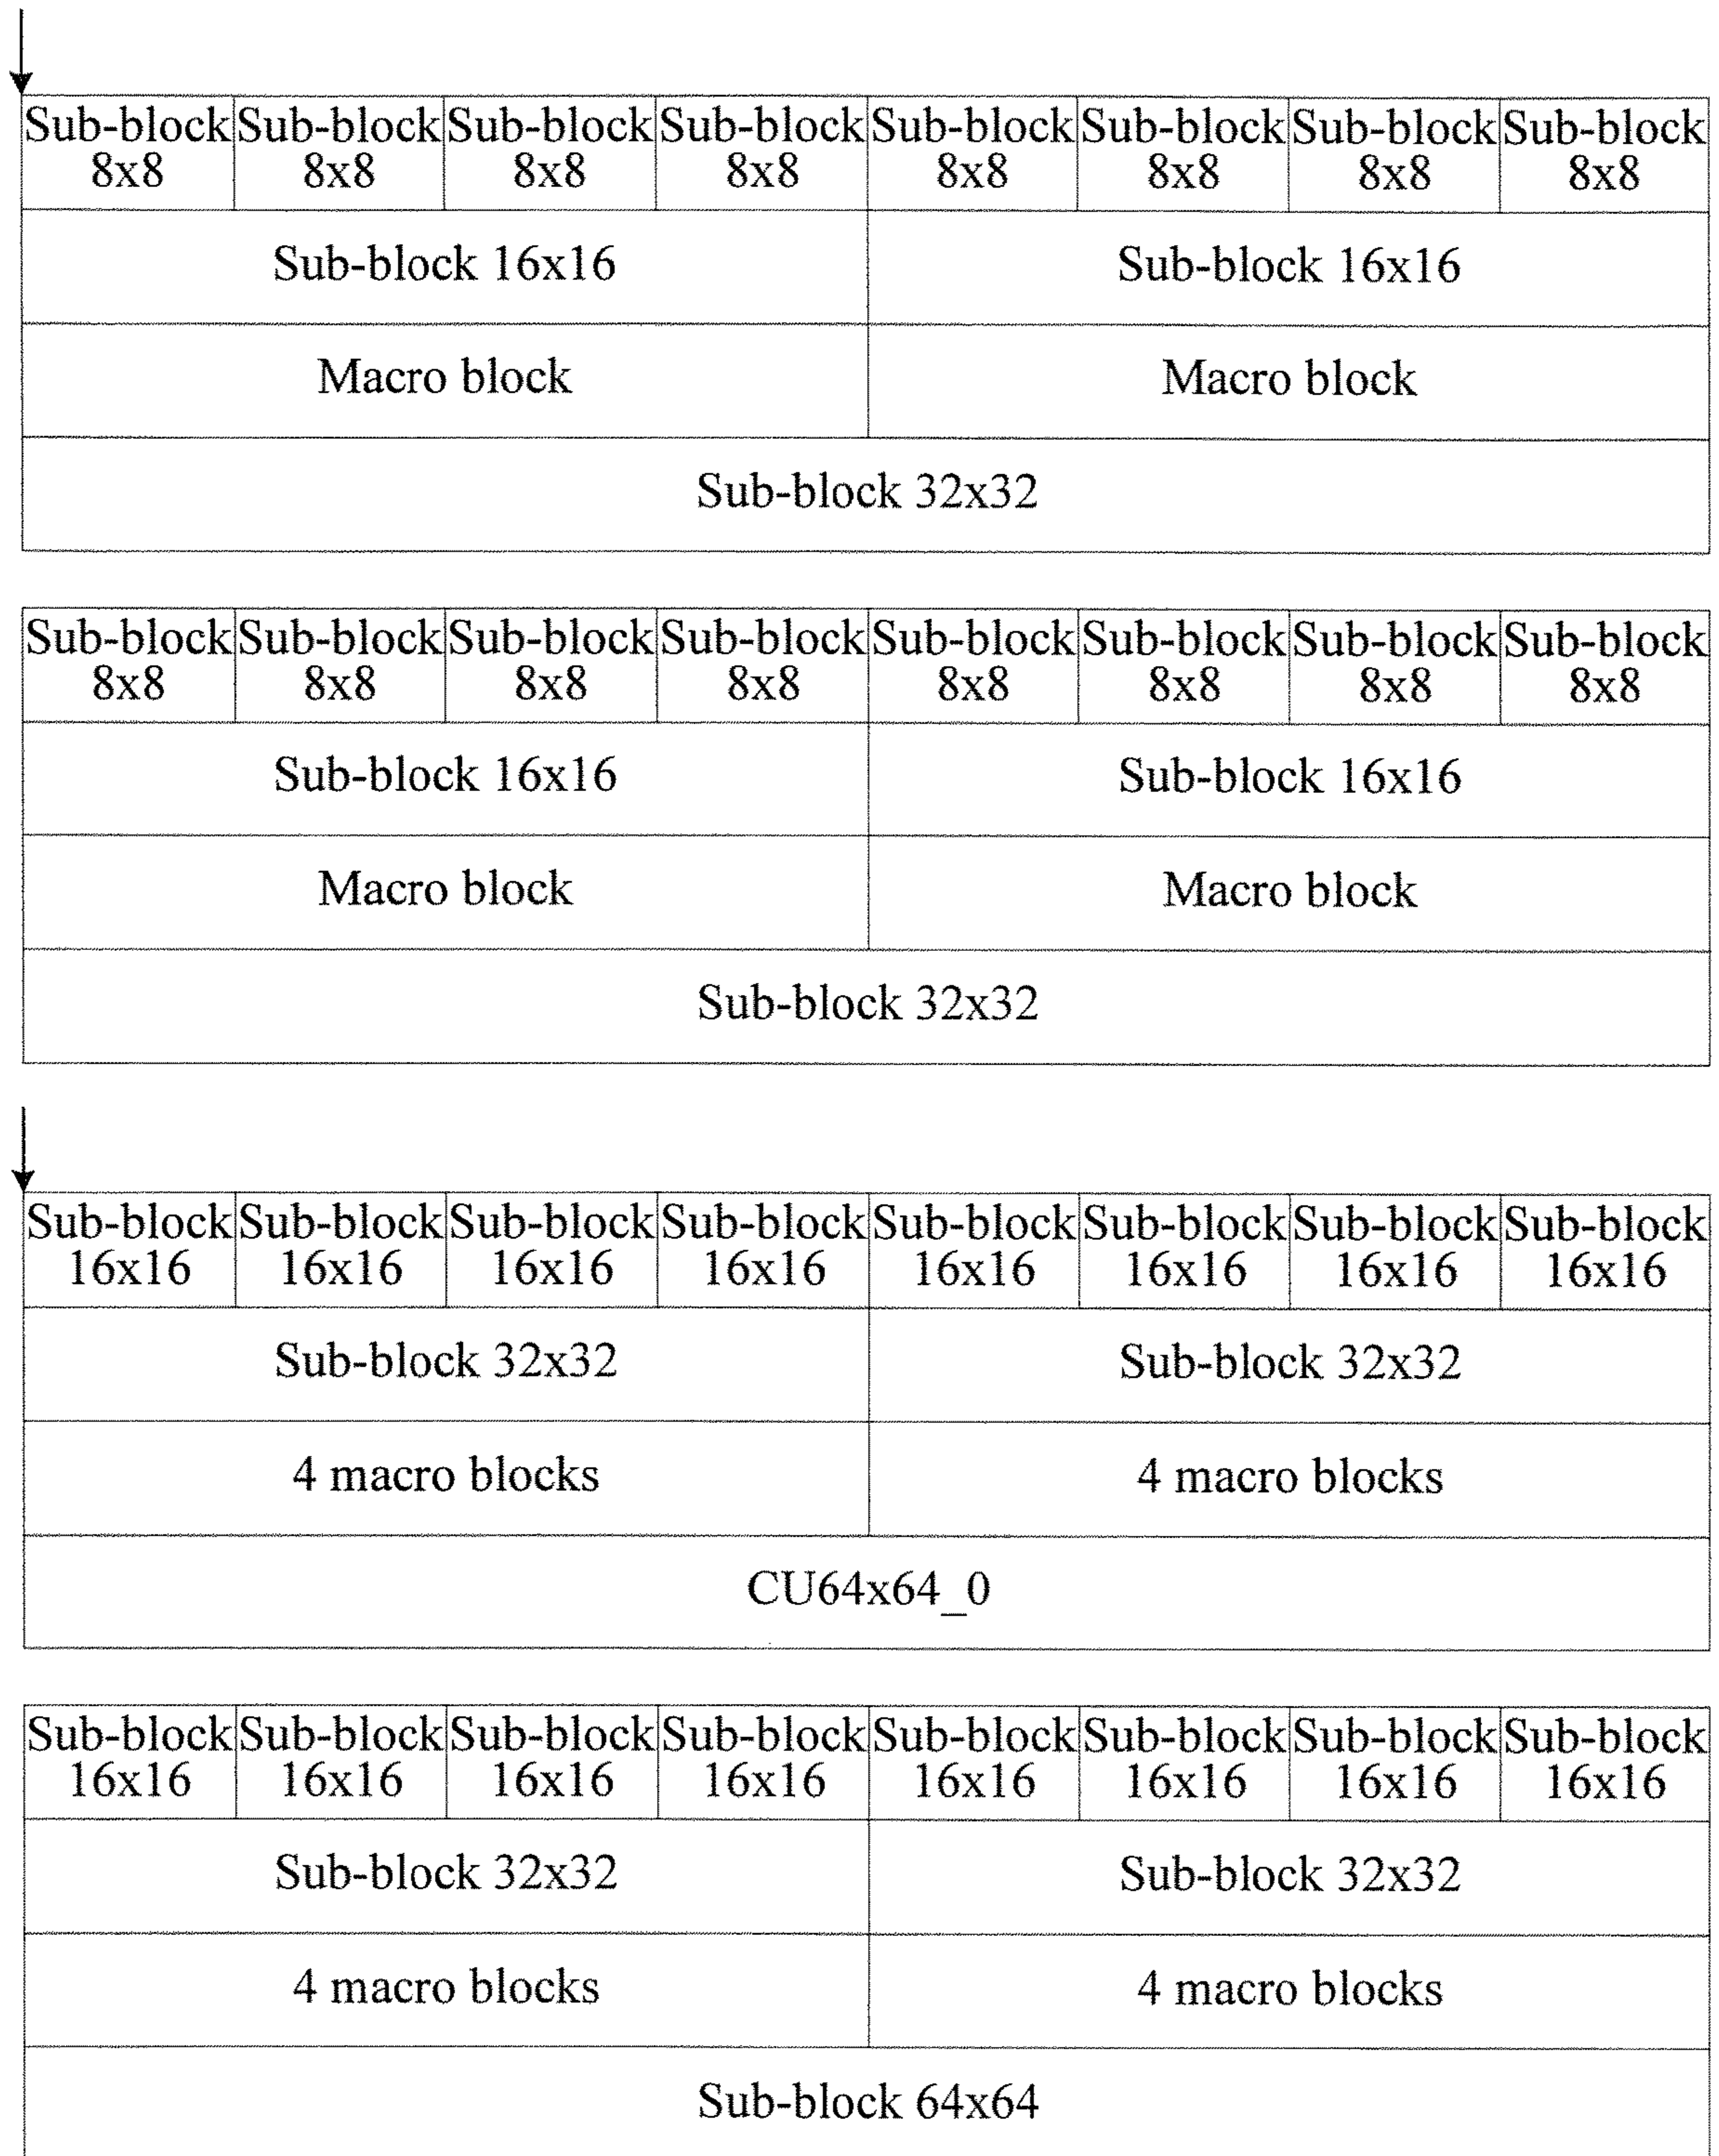 Sub-block Sub-block Sub-block Sub-block Sub-block Sub-block Sub-block Sub-block
8x8 8x8 8x8 8x8 8x8 8x8 8x8 8x8
Sub-block 16x16 Sub-block 16x16
Macro block Macro block
Sub-block 32x32
Sub-block Sub-block Sub-block Sub-block Sub-block Sub-block Sub-block Sub-block
8x8 8x8 8x8 8x8 8x8 8x8 8x8 8x8
Sub-block 16x16 Sub-block 16x16
Macro block Macro block
Sub-block 32x32
Sub-block Sub-block Sub-block Sub-block Sub-block Sub-block Sub-block Sub-block
16x16 16x16 16x16 16x16 16x16 16x16 16x16 16x16
Sub-block 32x32 Sub-block 32x32
4 macro blocks 4 macro blocks
CU64x64_0
Sub-block Sub-block Sub-block Sub-block Sub-block Sub-block Sub-block Sub-block
16x16 16x16 16x16 16x16 16x16 16x16 16x16 16x16
Sub-block 32x32 Sub-block 32x32
4 macro blocks 4 macro blocks
Sub-block 64x64